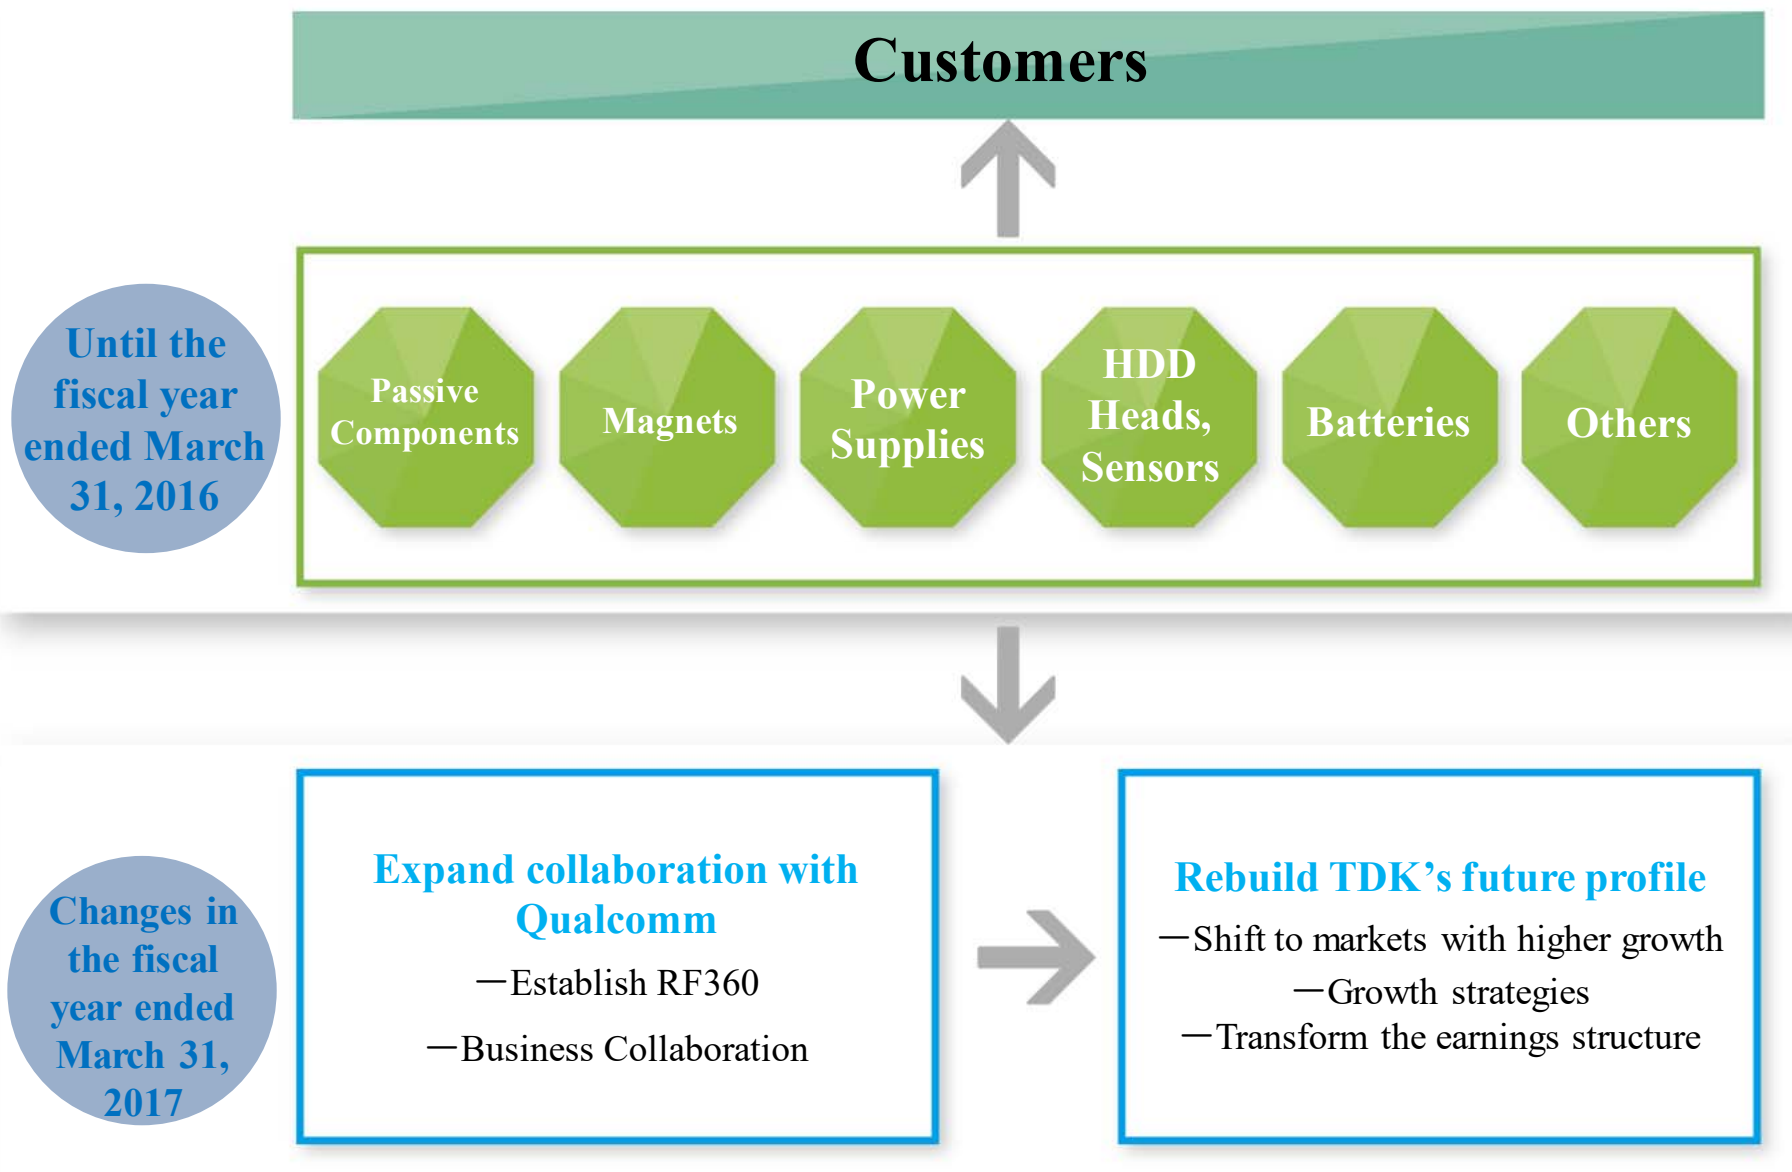 Customers
Until the
fiscal year
ended March
31, 2016
Passive
Components
Magnets
Power
Supplies
HDD
Heads,
Sensors
Batteries
Others
Changes in
the fiscal
year ended
March 31,
2017
Expand collaboration with
Qualcomm
—Establish RF360
—Business Collaboration
Rebuild TDK’s future profile
—Shift to markets with higher growth
—Growth strategies
—Transform the earnings structure